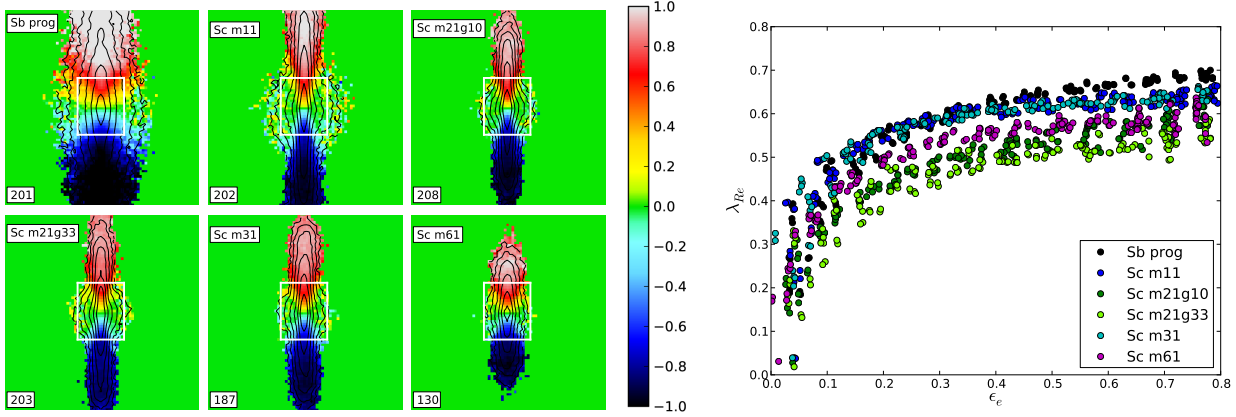 Sb prog
201
Sc m11
202
Sc m21g10
208
Sc m21g33
203
Sc m31
187
Sc m61
130
1.0
0.8
0.6
0.4
0.2
0.0
−0.2
−0.4
−0.6
−0.8
−1.0
0.8
0.7
0.6
0.5
0.4
0.3
0.2
0.1
0.0
λRe
Sb prog
Sc m11
Sc m21g10
Sc m21g33
Sc m31
Sc m61
0.0 0.1 0.2 0.3 0.4 0.5 0.6 0.7 0.8
ϵe